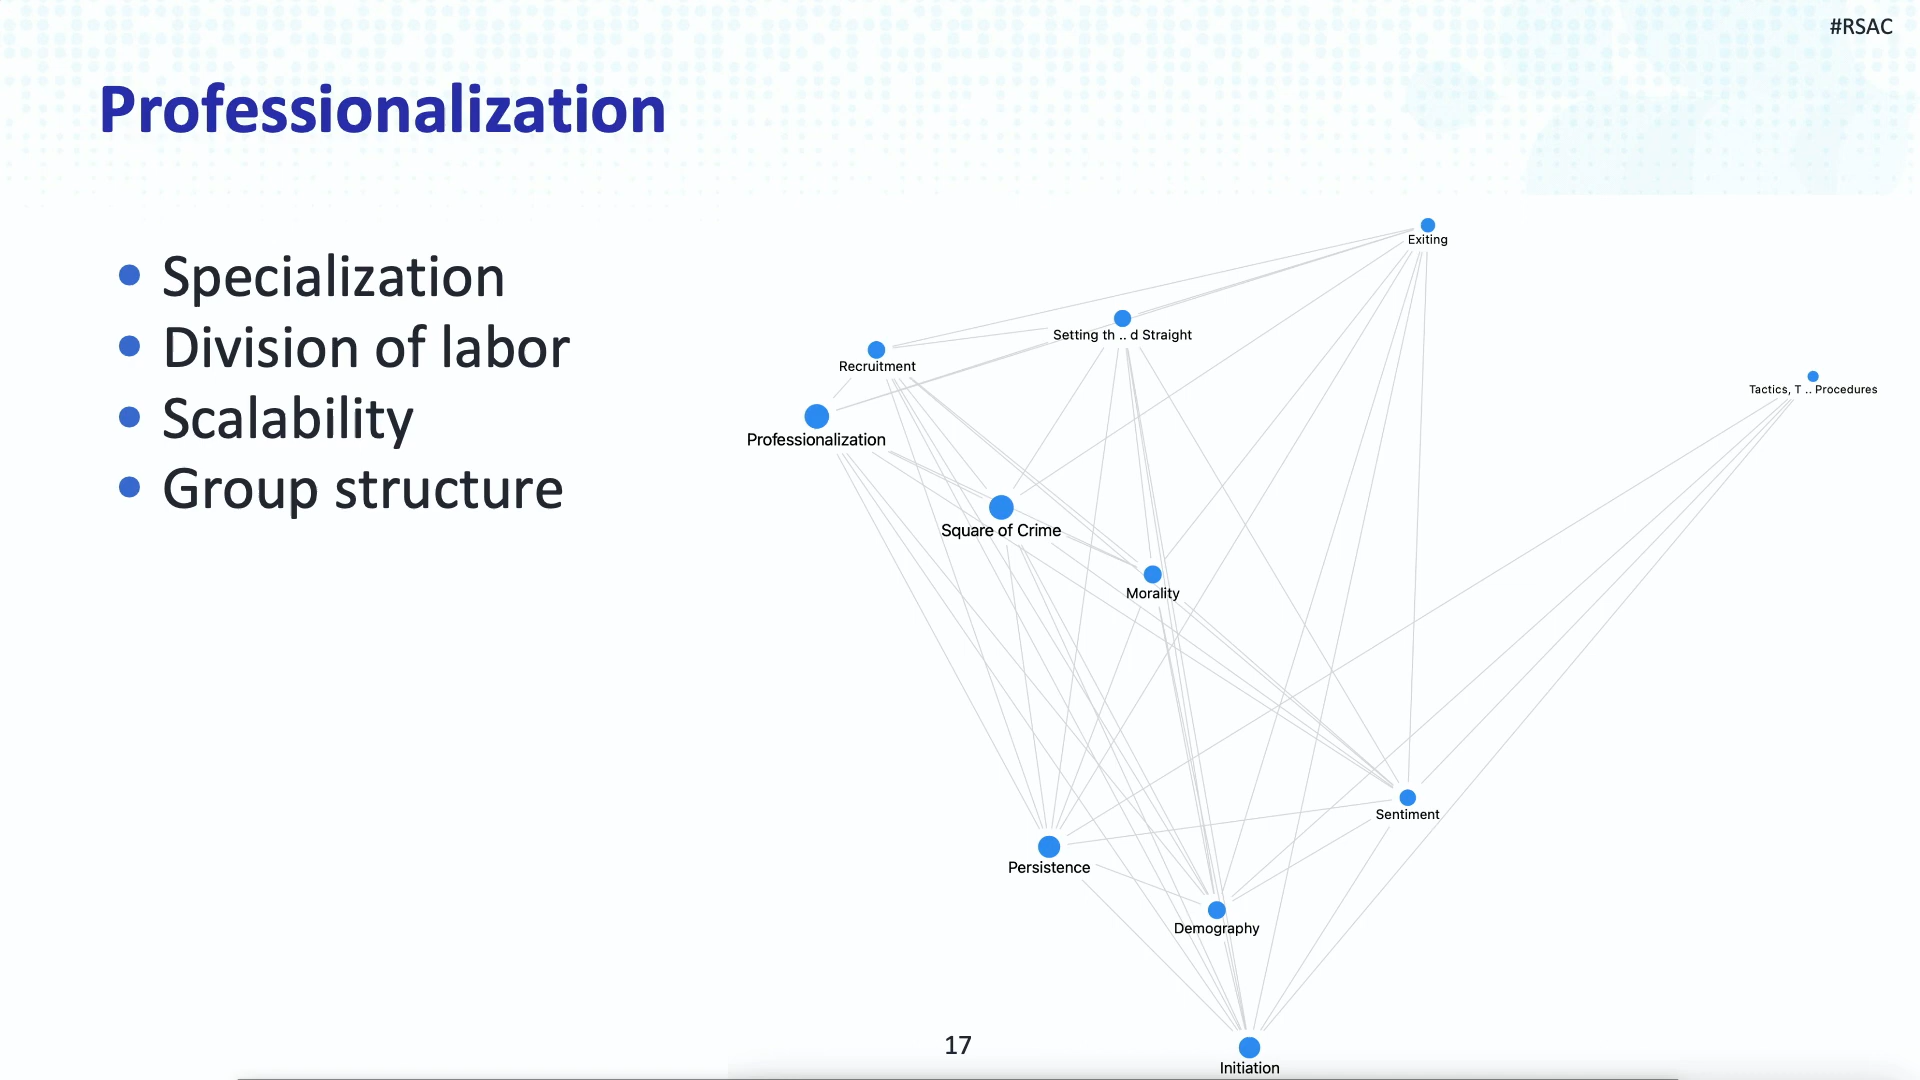 #RSAC
Professionalization
Specialization
Division of labor
Scalability
Group structure
Exiting
Setting th .. d Straight
Recruitment
Tactics, T .. Procedures
Professionalization
Square of Crime
Morality
Sentiment
Persistence
Demography
17
Initiation